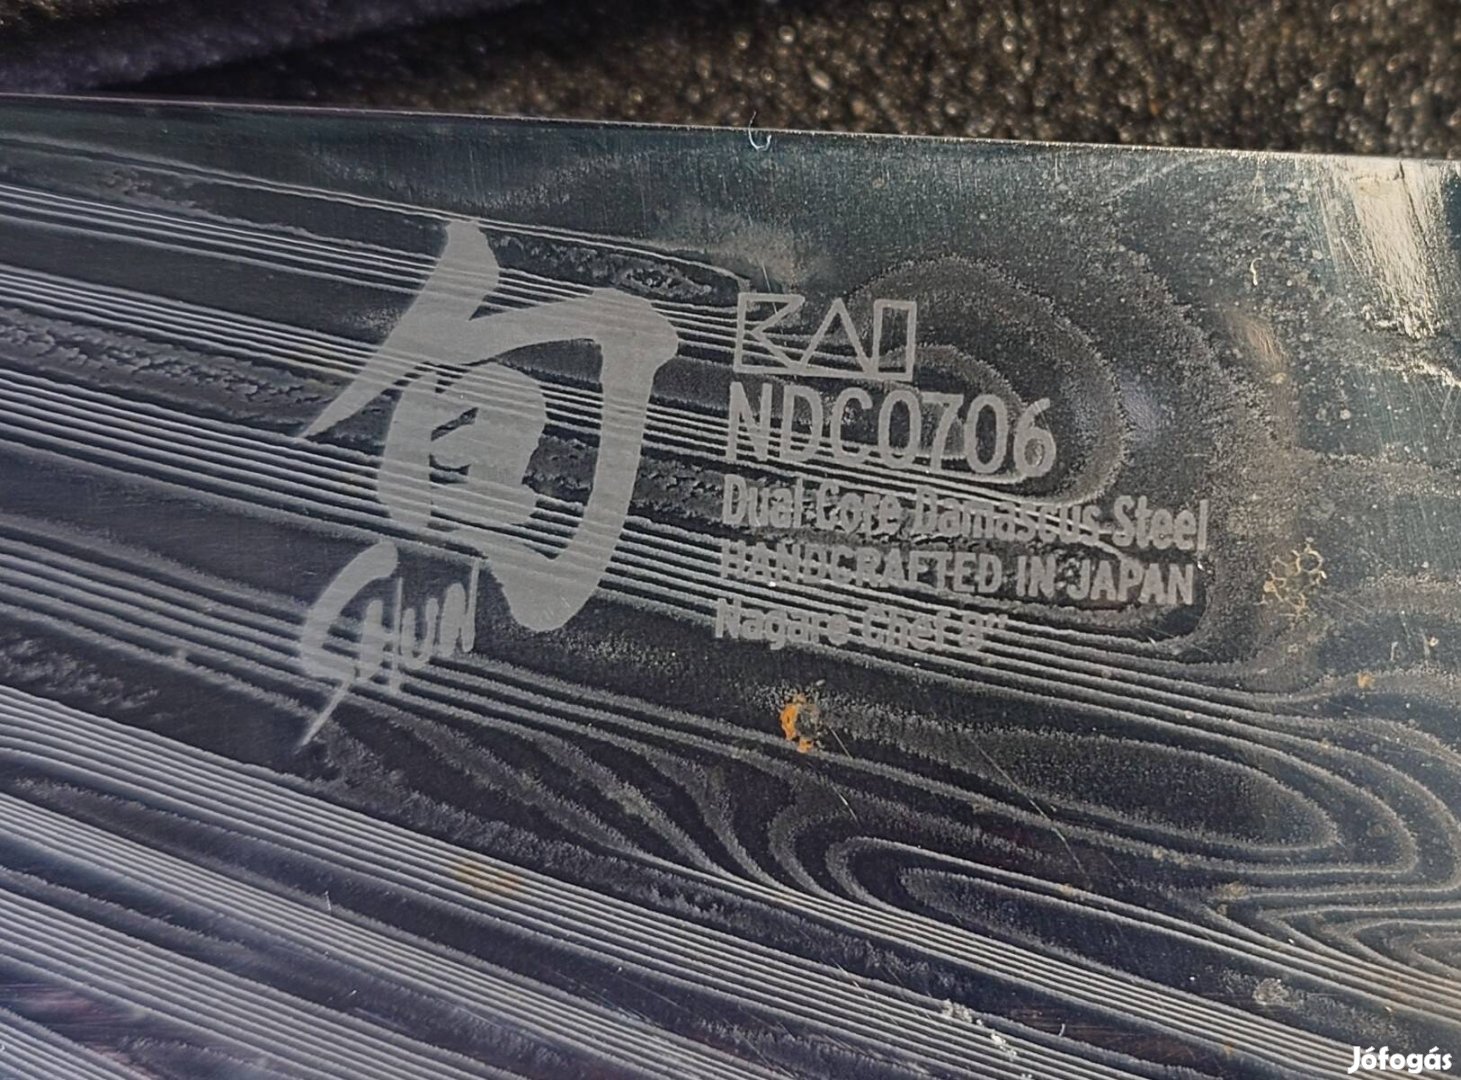 旬
SHUN
KAI
NDC0706
Dual Core Damascus Steel
HANDCRAFTED IN JAPAN
Nagare Chef 8"
Jófogás